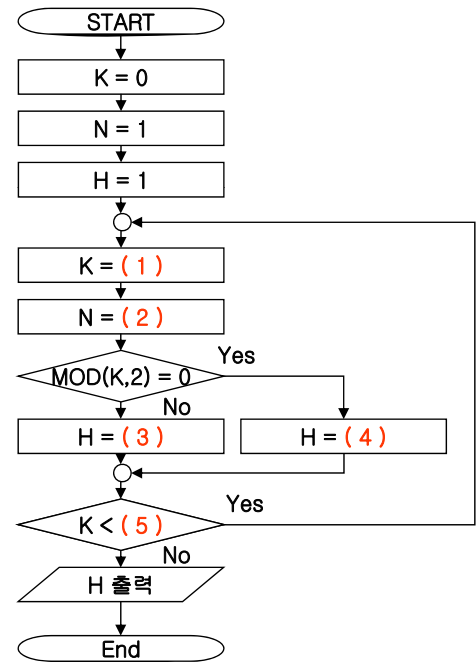 START
K = 0
N = 1
H = 1
K = ( 1 )
N = ( 2 )
MOD(K,2) = 0
Yes
No
H = ( 3 )
H = ( 4 )
K < ( 5 )
Yes
No
H 출력
End